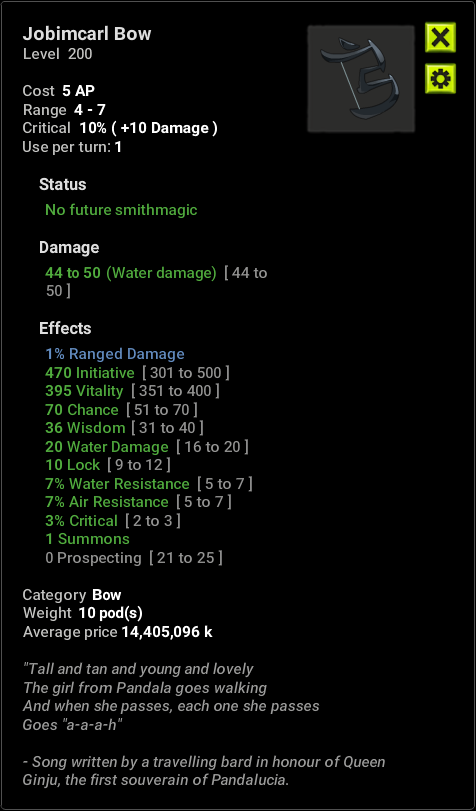 Jobimcarl Bow
Level 200
Cost 5 AP
Range 4 - 7
Critical 10% ( +10 Damage )
Use per turn: 1
Status
No future smithmagic
Damage
44 to 50 (Water damage) [ 44 to
50 ]
Effects
1% Ranged Damage
470 Initiative [ 301 to 500 ]
395 Vitality [ 351 to 400 ]
70 Chance [ 51 to 70 ]
36 Wisdom [ 31 to 40 ]
20 Water Damage [ 16 to 20 ]
10 Lock [ 9 to 12 ]
7% Water Resistance [ 5 to 7 ]
7% Air Resistance [ 5 to 7 ]
3% Critical [ 2 to 3 ]
1 Summons
0 Prospecting [ 21 to 25 ]
Category Bow
Weight 10 pod(s)
Average price 14,405,096 k
"Tall and tan and young and lovely
The girl from Pandala goes walking
And when she passes, each one she passes
Goes "a-a-a-h"
- Song written by a travelling bard in honour of Queen
Ginju, the first souverain of Pandalucia.